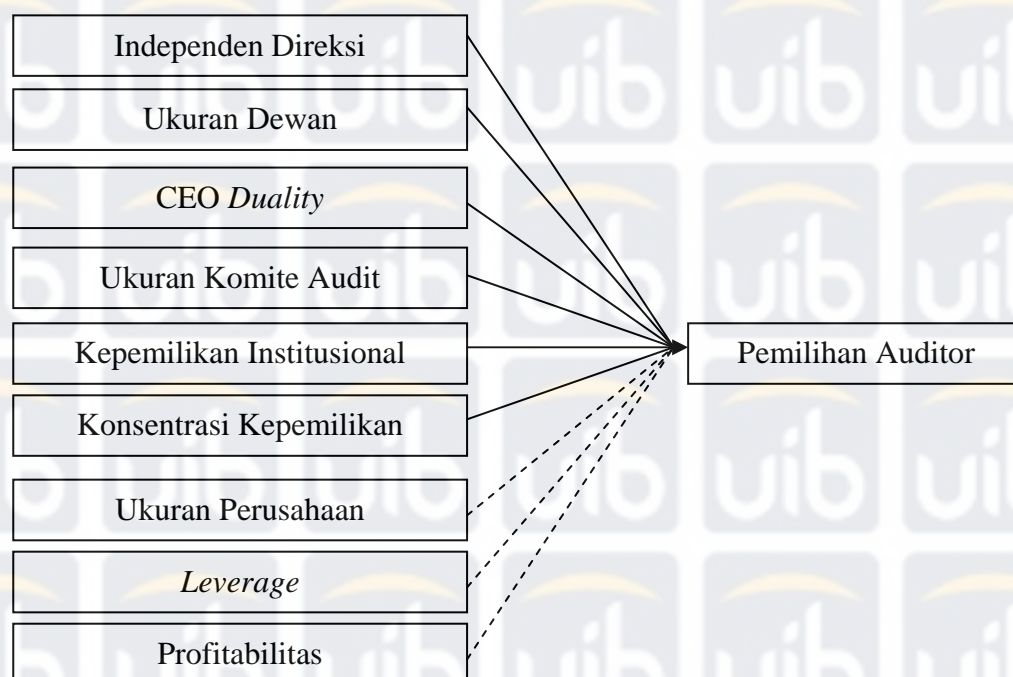 Independen Direksi
Ukuran Dewan
CEO Duality
Ukuran Komite Audit
Kepemilikan Institusional
Pemilihan Auditor
Konsentrasi Kepemilikan
Ukuran Perusahaan
Leverage
Profitabilitas
uib